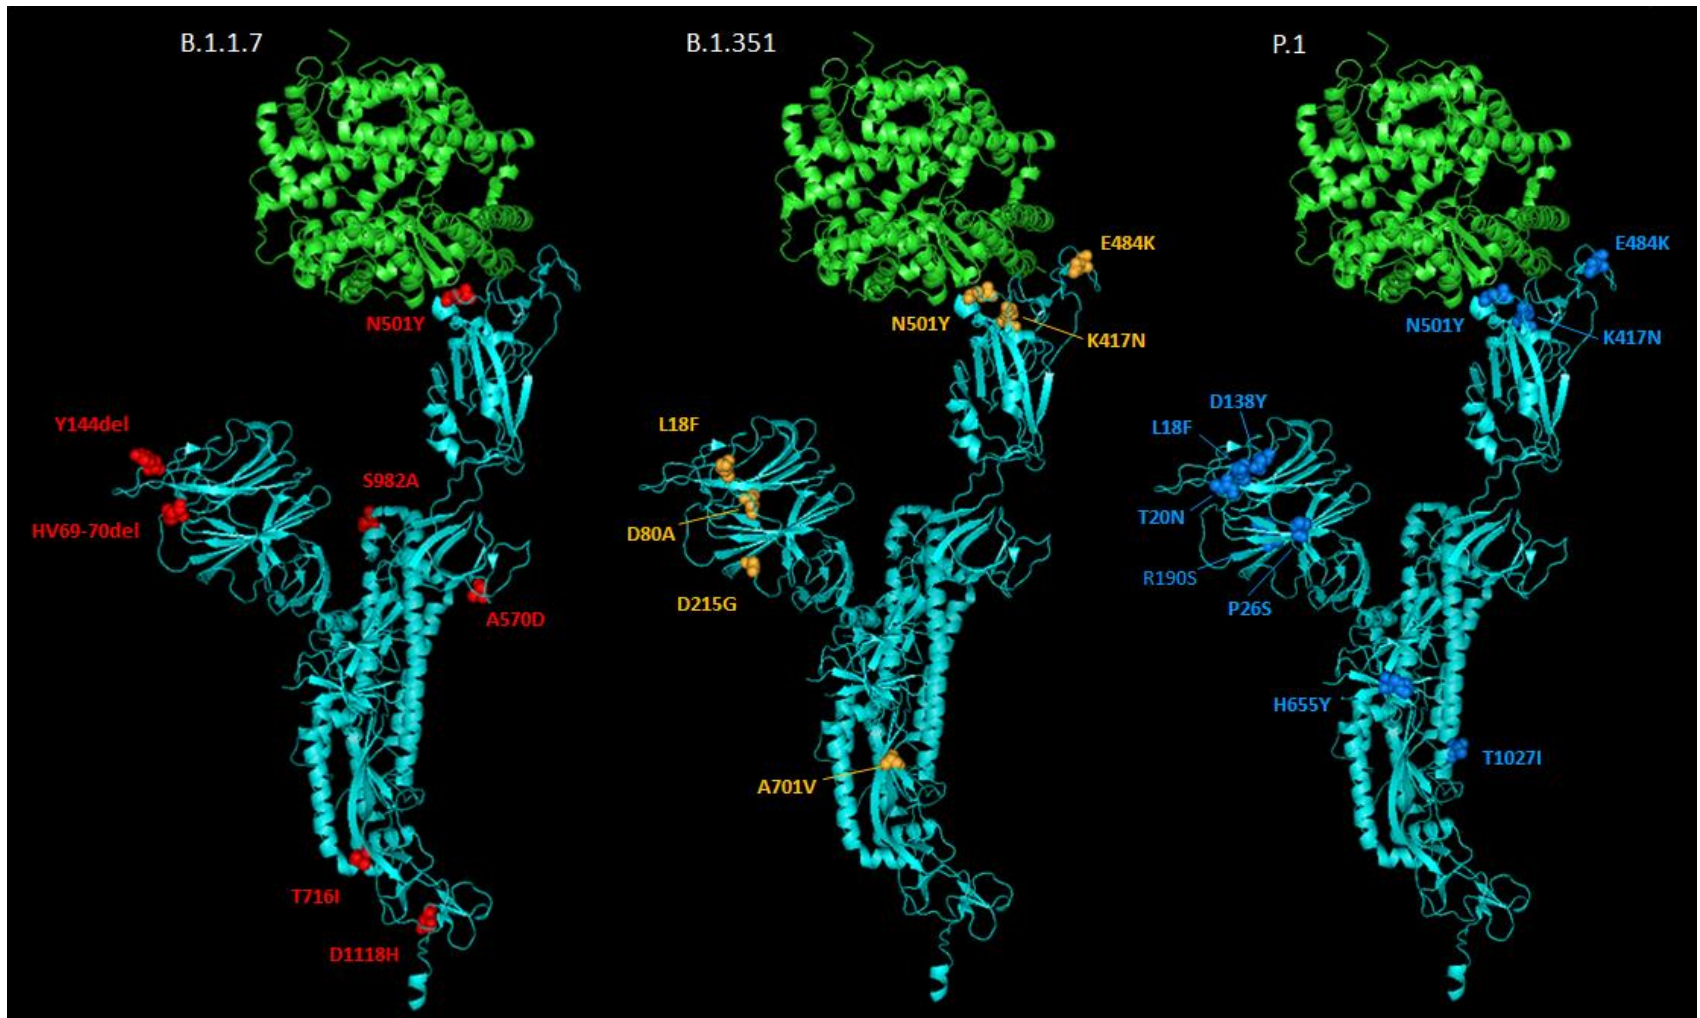 B.1.1.7
N501Y
Y144del
HV69-70del
S982A
A570D
T716I
D1118H
B.1.351
E484K
N501Y
K417N
L18F
D80A
D215G
A701V
P.1
E484K
N501Y
K417N
D138Y
L18F
T20N
R190S
P26S
H655Y
T1027I